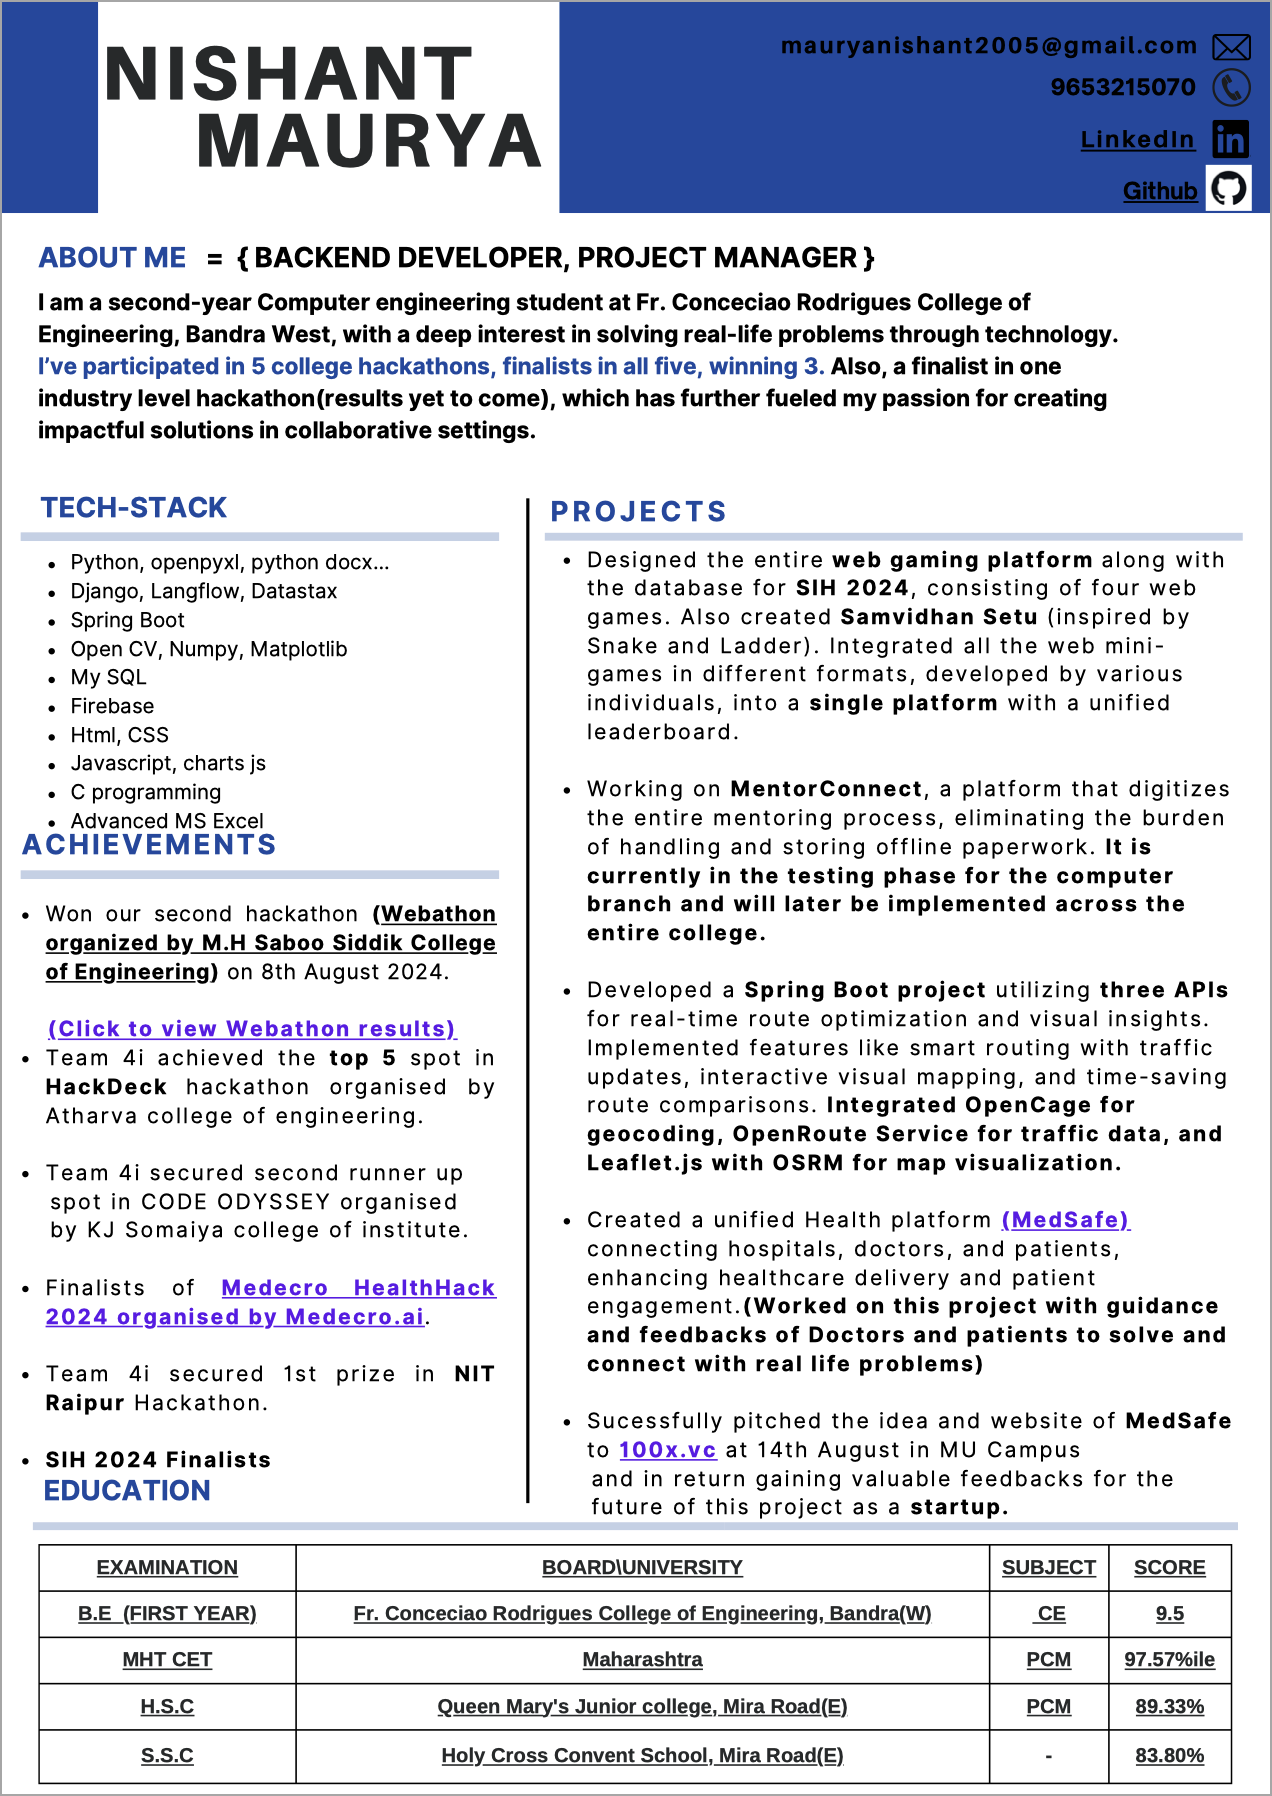 NISHANT
MAURYA
mauryanishant2005@gmail.com
9653215070
LinkedIn
Github
ABOUT ME = { BACKEND DEVELOPER, PROJECT MANAGER }
I am a second-year Computer engineering student at Fr. Conceciao Rodrigues College of
Engineering, Bandra West, with a deep interest in solving real-life problems through technology.
I’ve participated in 5 college hackathons, finalists in all five, winning 3. Also, a finalist in one
industry level hackathon(results yet to come), which has further fueled my passion for creating
impactful solutions in collaborative settings.
TECH-STACK
• Python, openpyxl, python docx...
• Django, Langflow, Datastax
• Spring Boot
• Open CV, Numpy, Matplotlib
• My SQL
• Firebase
• Html, CSS
• Javascript, charts js
• C programming
• Advanced MS Excel
ACHIEVEMENTS
• Won our second hackathon (Webathon
organized by M.H Saboo Siddik College
of Engineering) on 8th August 2024.
(Click to view Webathon results)
• Team 4i achieved the top 5 spot in
HackDeck hackathon organised by
Atharva college of engineering.
• Team 4i secured second runner up
spot in CODE ODYSSEY organised
by KJ Somaiya college of institute.
• Finalists of Medecro HealthHack
2024 organised by Medecro.ai.
• Team 4i secured 1st prize in NIT
Raipur Hackathon.
• SIH 2024 Finalists
PROJECTS
• Designed the entire web gaming platform along with
the database for SIH 2024, consisting of four web
games. Also created Samvidhan Setu (inspired by
Snake and Ladder). Integrated all the web mini-
games in different formats, developed by various
individuals, into a single platform with a unified
leaderboard.
• Working on MentorConnect, a platform that digitizes
the entire mentoring process, eliminating the burden
of handling and storing offline paperwork. It is
currently in the testing phase for the computer
branch and will later be implemented across the
entire college.
• Developed a Spring Boot project utilizing three APIs
for real-time route optimization and visual insights.
Implemented features like smart routing with traffic
updates, interactive visual mapping, and time-saving
route comparisons. Integrated OpenCage for
geocoding, OpenRoute Service for traffic data, and
Leaflet.js with OSRM for map visualization.
• Created a unified Health platform (MedSafe)
connecting hospitals, doctors, and patients,
enhancing healthcare delivery and patient
engagement.(Worked on this project with guidance
and feedbacks of Doctors and patients to solve and
connect with real life problems)
• Sucessfully pitched the idea and website of MedSafe
to 100x.vc at 14th August in MU Campus
and in return gaining valuable feedbacks for the
future of this project as a startup.
EDUCATION
EXAMINATION BOARD\UNIVERSITY SUBJECT SCORE
B.E (FIRST YEAR) Fr. Conceciao Rodrigues College of Engineering, Bandra(W) CE 9.5
MHT CET Maharashtra PCM 97.57%ile
H.S.C Queen Mary's Junior college, Mira Road(E) PCM 89.33%
S.S.C Holy Cross Convent School, Mira Road(E) - 83.80%